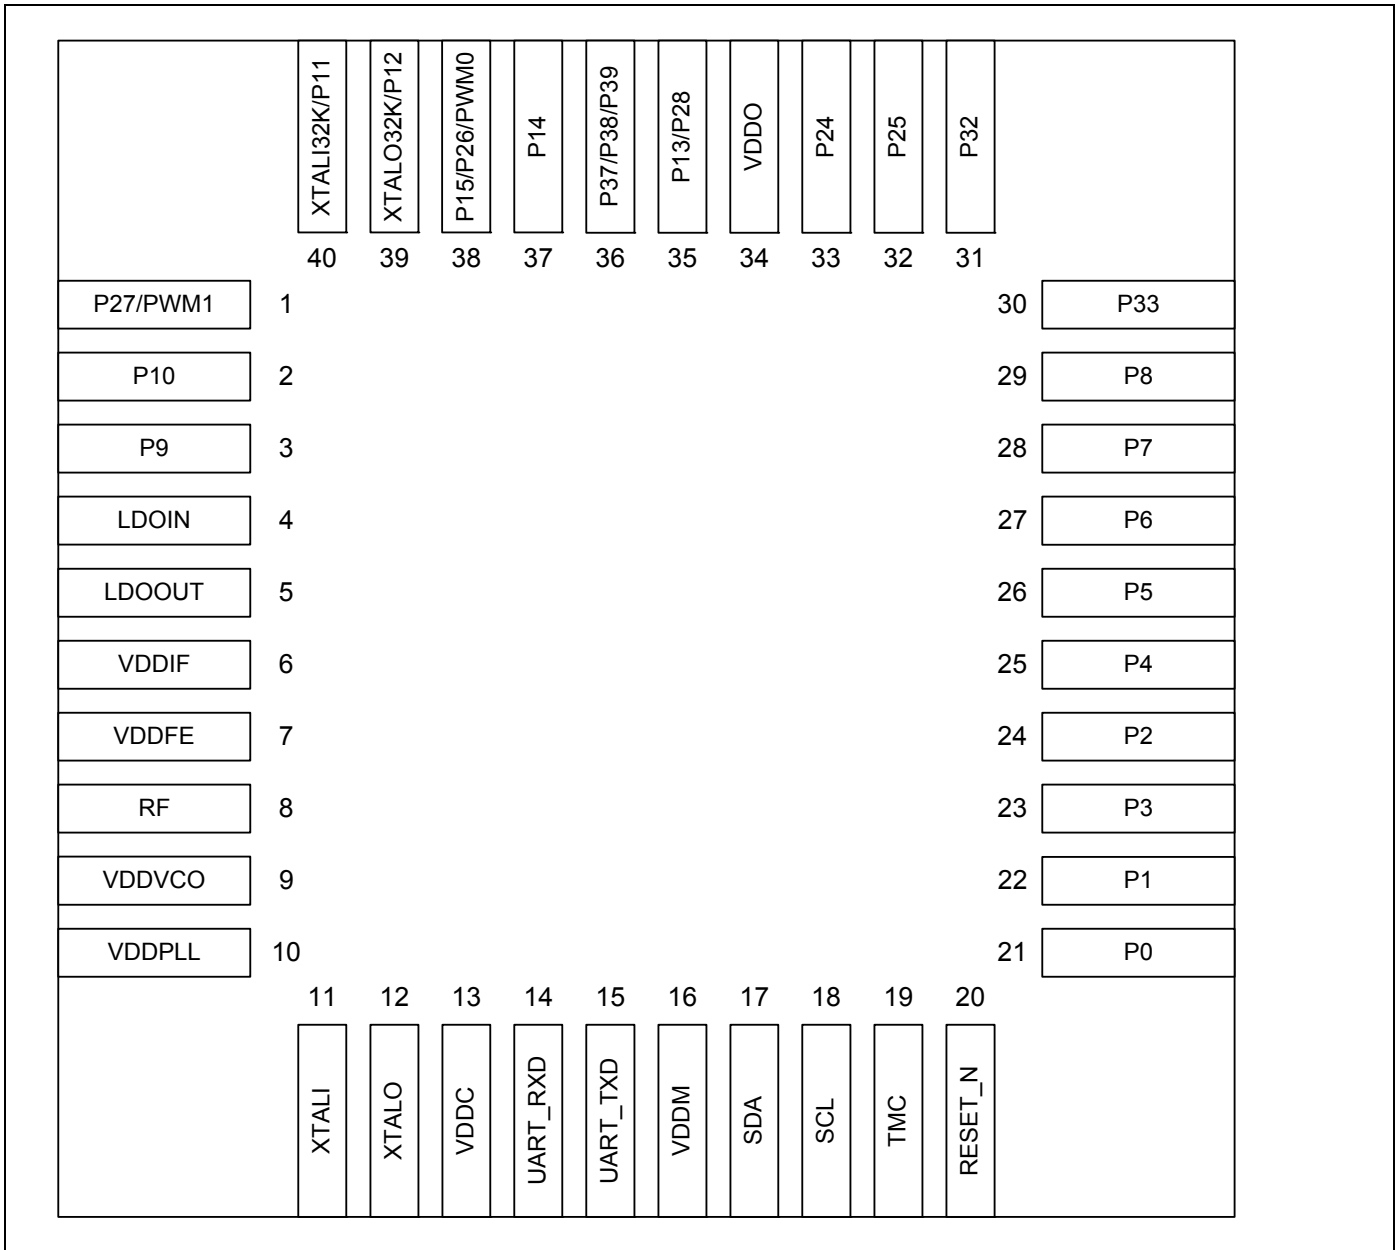 XTALI32K/P11
XTALO32K/P12
P15/P26/PWM0
P14
P37/P38/P39
P13/P28
VDDO
P24
P25
P32
40 39 38 37 36 35 34 33 32 31
P27/PWM1 1 30 P33
P10 2 29 P8
P9 3 28 P7
LDOIN 4 27 P6
LDOOUT 5 26 P5
VDDIF 6 25 P4
VDDFE 7 24 P2
RF 8 23 P3
VDDVCO 9 22 P1
VDDPLL 10 21 P0
11 12 13 14 15 16 17 18 19 20
XTALI
XTALO
VDDC
UART_RXD
UART_TXD
VDDM
SDA
SCL
TMC
RESET_N